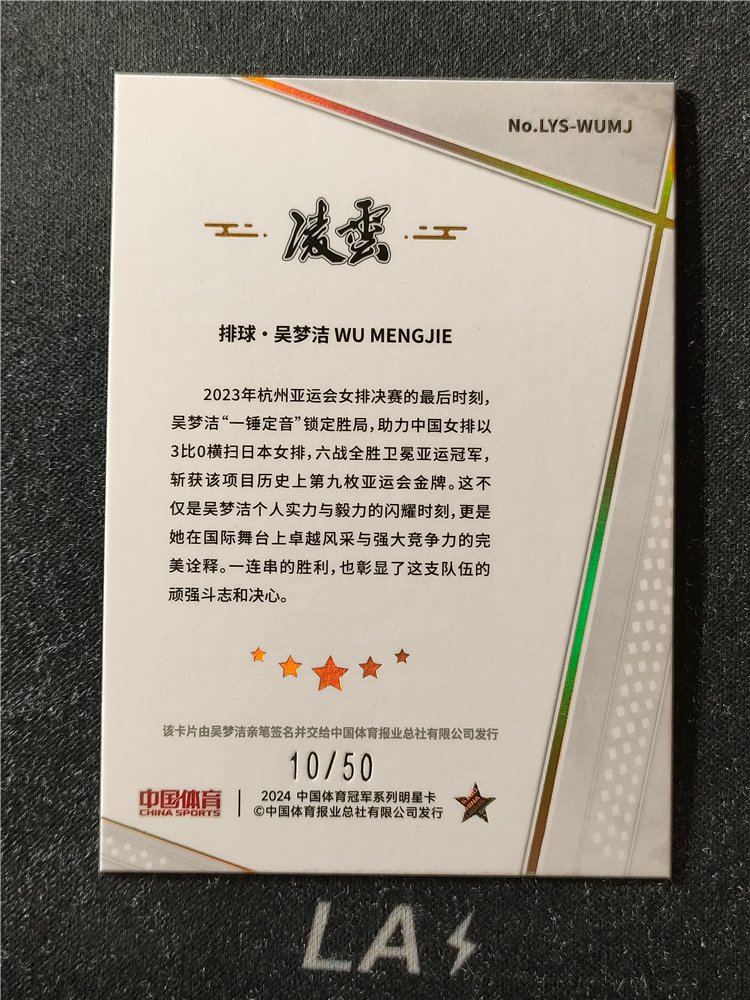 No.LYS-WUMJ
凌雲
排球·吴梦洁 WU MENGJIE
2023年杭州亚运会女排决赛的最后时刻，
吴梦洁“一锤定音”锁定胜局，助力中国女排以
3比0横扫日本女排，六战全胜卫冕亚运冠军，
斩获该项目历史上第九枚亚运会金牌。这不
仅是吴梦洁个人实力与毅力的闪耀时刻，更是
她在国际舞台上卓越风采与强大竞争力的完
美诠释。一连串的胜利，也彰显了这支队伍的
顽强斗志和决心。
该卡片由吴梦洁亲笔签名并交给中国体育报业总社有限公司发行
10/50
中国体育
CHINA SPORTS
2024 中国体育冠军系列明星卡
©中国体育报业总社有限公司发行
LA